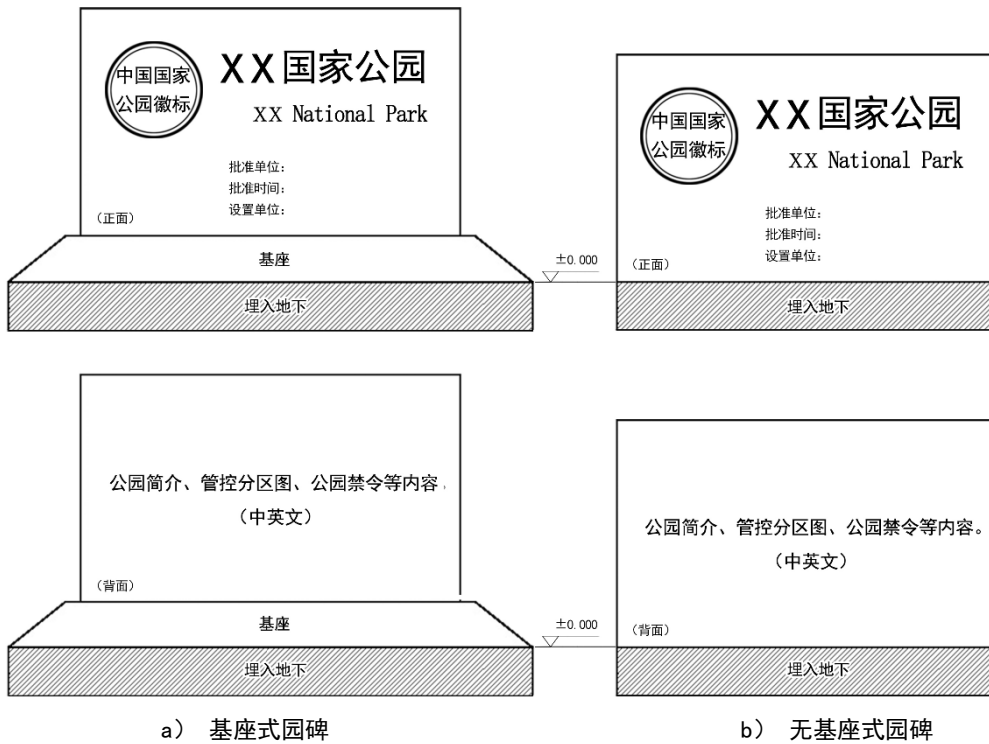 中国国家
公园徽标
XX国家公园
XX National Park
批准单位：
批准时间：
设置单位：
（正面）
基座
埋入地下
±0.000
中国国家
公园徽标
XX国家公园
XX National Park
批准单位：
批准时间：
设置单位：
（正面）
埋入地下
公园简介、管控分区图、公园禁令等内容。
（中英文）
（背面）
基座
埋入地下
±0.000
公园简介、管控分区图、公园禁令等内容。
（中英文）
（背面）
埋入地下
a） 基座式园碑
b） 无基座式园碑